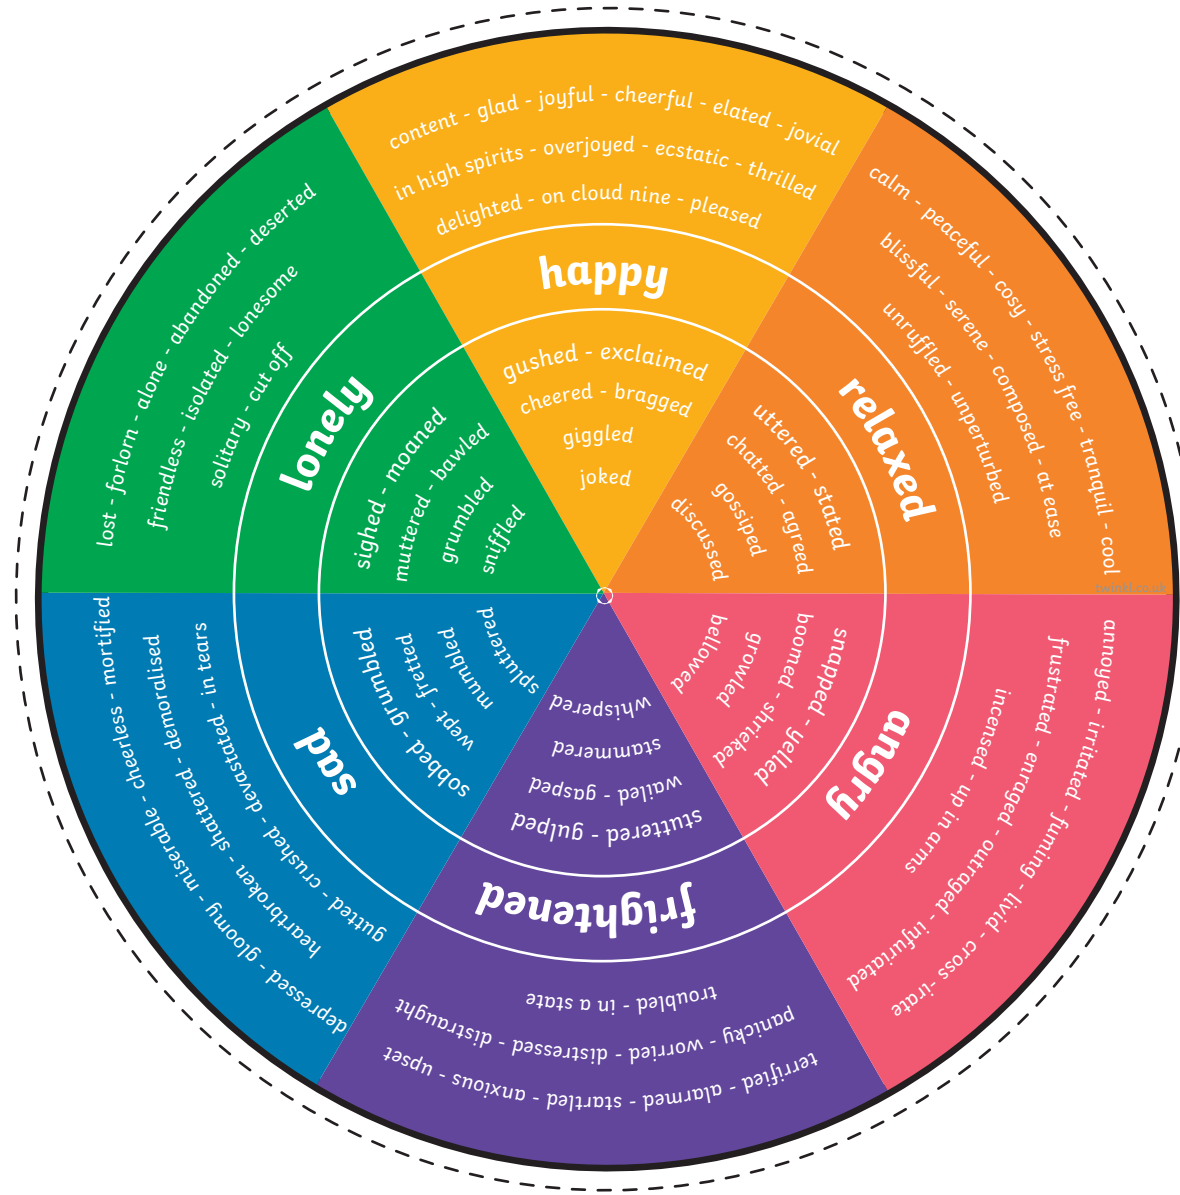 content - glad - joyful - cheerful - elated - jovial
in high spirits - overjoyed - ecstatic - thrilled
delighted - on cloud nine - pleased
happy
gushed - exclaimed
cheered - bragged
giggled
joked
calm - peaceful - cosy - stress free - tranquil - cool
blissful - serene - composed - at ease
unruffled - unperturbed
relaxed
uttered - stated
chatted - agreed
gossiped
discussed
annoyed - irritated - fuming - livid - cross -irate
frustrated - enraged - outraged - infuriated
incensed - up in arms
angry
snapped - yelled
boomed - shrieked
growled
bellowed
terrified - alarmed - startled - anxious - upset
panicky - worried - distressed - distraught
troubled - in a state
frightened
stuttered - gulped
wailed - gasped
stammered
whispered
depressed - gloomy - miserable - cheerless - mortified
heartbroken - shattered - demoralised
gutted - crushed - devastated - in tears
sad
sobbed - grumbled
wept - fretted
mumbled
spluttered
lost - forlorn - alone - abandoned - deserted
friendless - isolated - lonesome
solitary - cut off
lonely
sighed - moaned
muttered - bawled
grumbled
sniffled